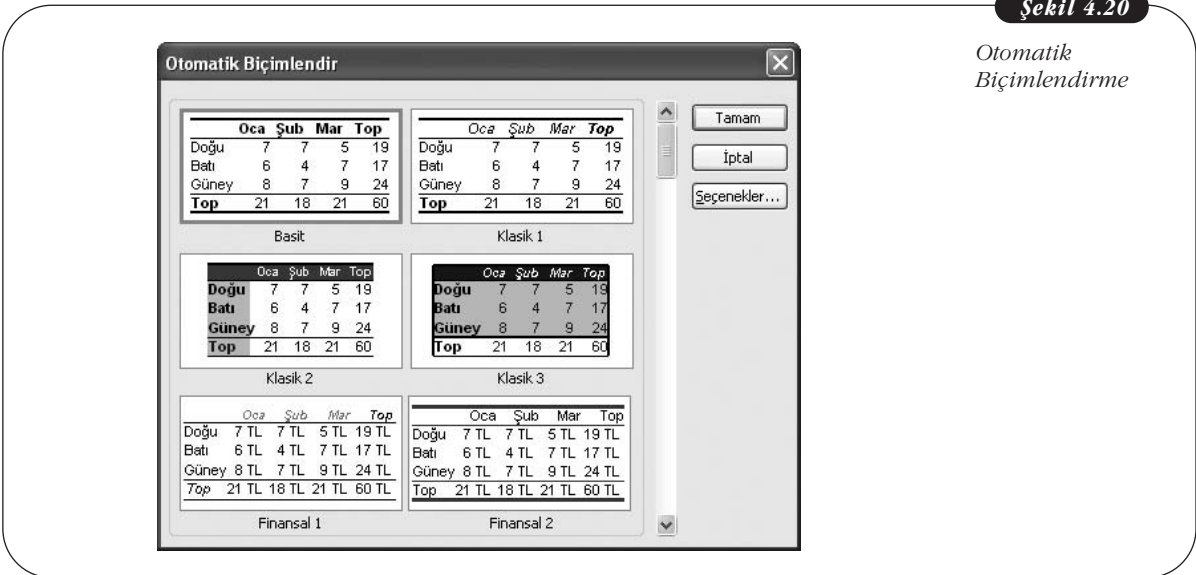 Şekil 4.20
Otomatik
Biçimlendirme
Otomatik Biçimlendir
Oca Şub Mar Top
Doğu 7 7 5 19
Batı 6 4 7 17
Güney 8 7 9 24
Top 21 18 21 60
Basit
Oca Şub Mar Top
Doğu 7 7 5 19
Batı 6 4 7 17
Güney 8 7 9 24
Top 21 18 21 60
Klasik 1
Oca Şub Mar Top
Doğu 7 7 5 19
Batı 6 4 7 17
Güney 8 7 9 24
Top 21 18 21 60
Klasik 2
Oca Şub Mar Top
Doğu 7 7 5 19
Batı 6 4 7 17
Güney 8 7 9 24
Top 21 18 21 60
Klasik 3
Oca Şub Mar Top
Doğu 7 TL 7 TL 5 TL 19 TL
Batı 6 TL 4 TL 7 TL 17 TL
Güney 8 TL 7 TL 9 TL 24 TL
Top 21 TL 18 TL 21 TL 60 TL
Finansal 1
Oca Şub Mar Top
Doğu 7 TL 7 TL 5 TL 19 TL
Batı 6 TL 4 TL 7 TL 17 TL
Güney 8 TL 7 TL 9 TL 24 TL
Top 21 TL 18 TL 21 TL 60 TL
Finansal 2
Tamam
İptal
Seçenekler...